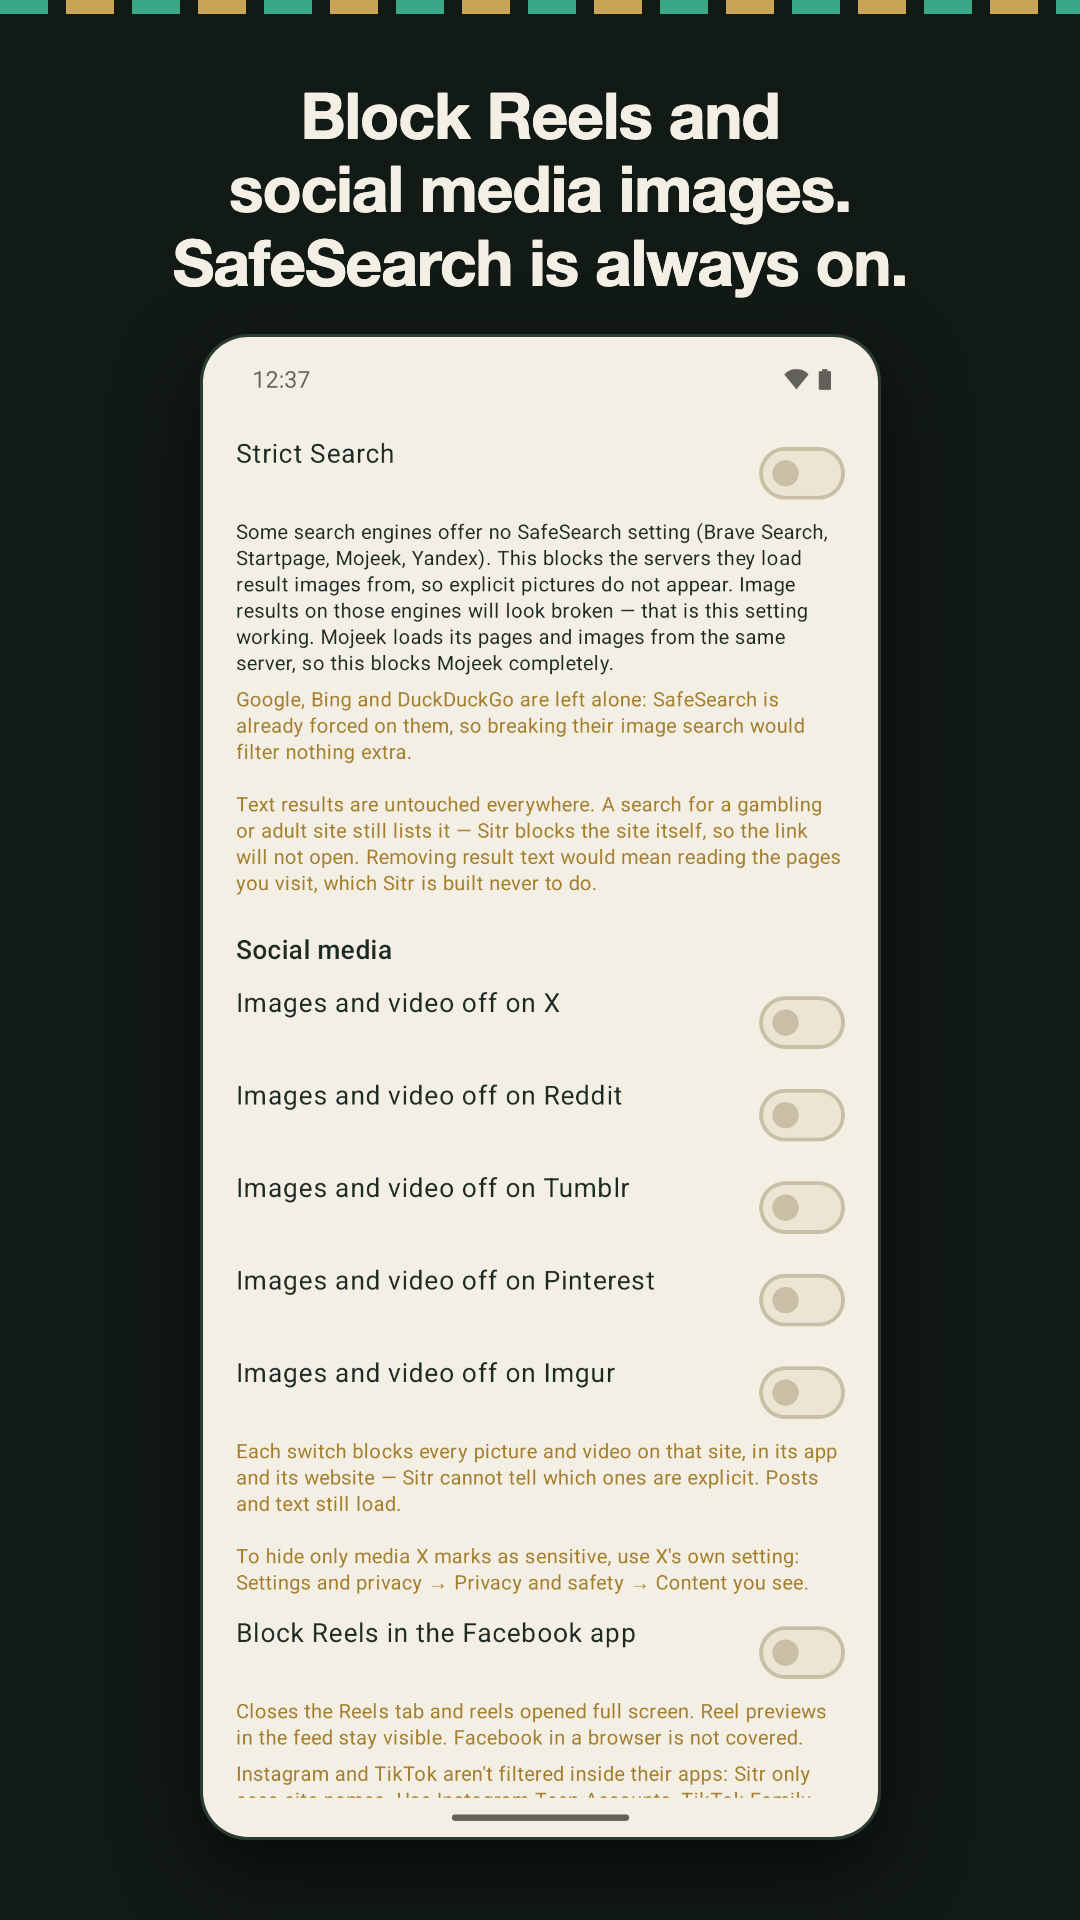 Block Reels and
social media images.
SafeSearch is always on.
12:37
Strict Search
Some search engines offer no SafeSearch setting (Brave Search,
Startpage, Mojeek, Yandex). This blocks the servers they load
result images from, so explicit pictures do not appear. Image
results on those engines will look broken — that is this setting
working. Mojeek loads its pages and images from the same
server, so this blocks Mojeek completely.
Google, Bing and DuckDuckGo are left alone: SafeSearch is
already forced on them, so breaking their image search would
filter nothing extra.
Text results are untouched everywhere. A search for a gambling
or adult site still lists it — Sitr blocks the site itself, so the link
will not open. Removing result text would mean reading the pages
you visit, which Sitr is built never to do.
Social media
Images and video off on X
Images and video off on Reddit
Images and video off on Tumblr
Images and video off on Pinterest
Images and video off on Imgur
Each switch blocks every picture and video on that site, in its app
and its website — Sitr cannot tell which ones are explicit. Posts
and text still load.
To hide only media X marks as sensitive, use X's own setting:
Settings and privacy → Privacy and safety → Content you see.
Block Reels in the Facebook app
Closes the Reels tab and reels opened full screen. Reel previews
in the feed stay visible. Facebook in a browser is not covered.
Instagram and TikTok aren't filtered inside their apps: Sitr only